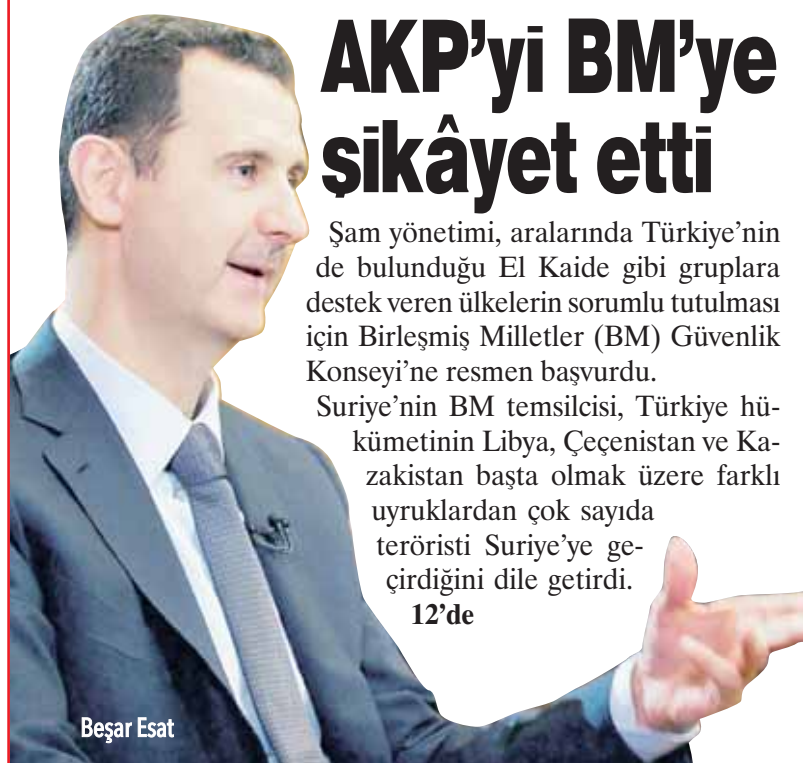 AKP’yi BM’ye
şikâyet etti
Şam yönetimi, aralarında Türkiye’nin
de bulunduğu El Kaide gibi gruplara
destek veren ülkelerin sorumlu tutulması
için Birleşmiş Milletler (BM) Güvenlik
Konseyi’ne resmen başvurdu.
Suriye’nin BM temsilcisi, Türkiye hü-
kümetinin Libya, Çeçenistan ve Ka-
zakistan başta olmak üzere farklı
uyruklardan çok sayıda
teröristi Suriye’ye ge-
çirdiğini dile getirdi.
12’de
Beşar Esat